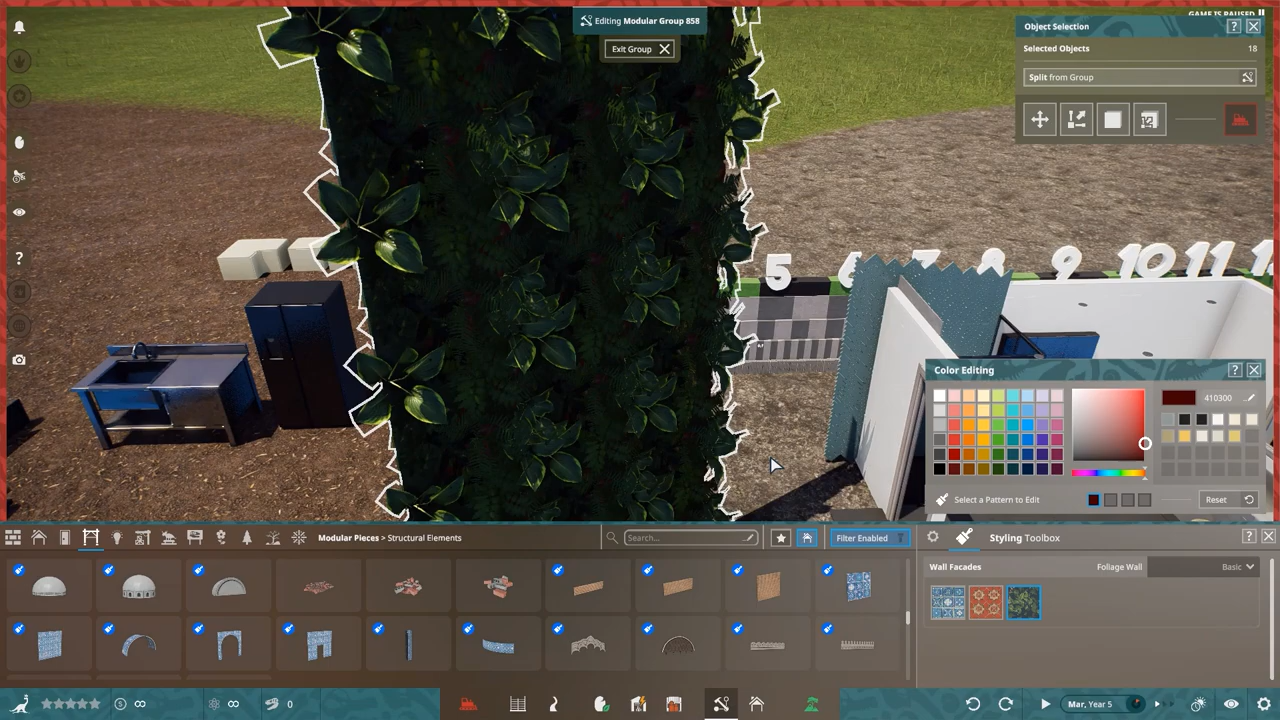 Editing Modular Group 858
GAME IS PAUSED
Exit Group
Object Selection
?
Selected Objects 18
Split from Group
5 6 7 8 9 10 11
Color Editing
?
410300
Select a Pattern to Edit
Reset
Modular Pieces > Structural Elements
Search...
Filter Enabled
Styling Toolbox
?
Wall Facades
Foliage Wall
Basic
∞
∞
0
Mar, Year 5
?